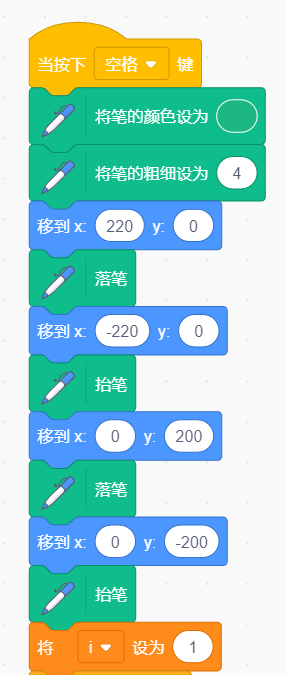 当按下 空格 键
将笔的颜色设为
将笔的粗细设为 4
移到 x: 220 y: 0
落笔
移到 x: -220 y: 0
抬笔
移到 x: 0 y: 200
落笔
移到 x: 0 y: -200
抬笔
将 i 设为 1